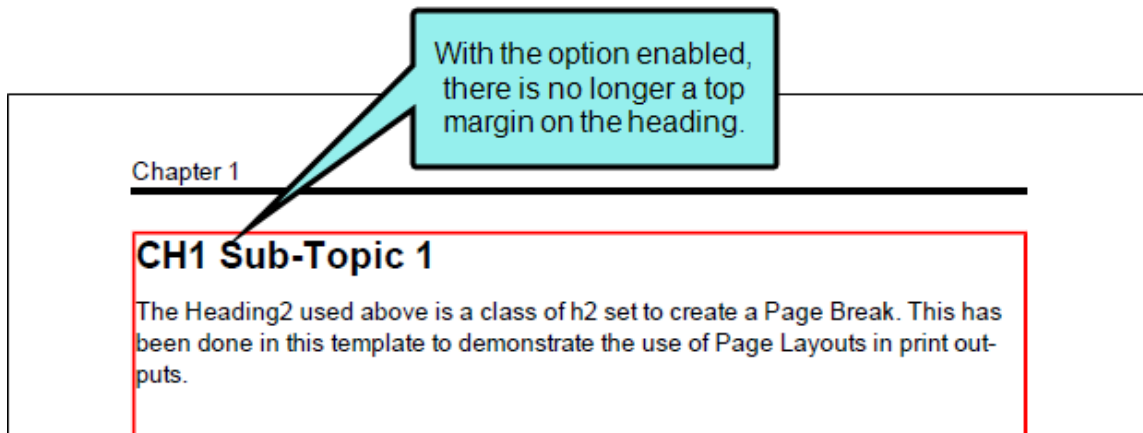 With the option enabled,
there is no longer a top
margin on the heading.
Chapter 1
CH1 Sub-Topic 1
The Heading2 used above is a class of h2 set to create a Page Break. This has
been done in this template to demonstrate the use of Page Layouts in print out-
puts.